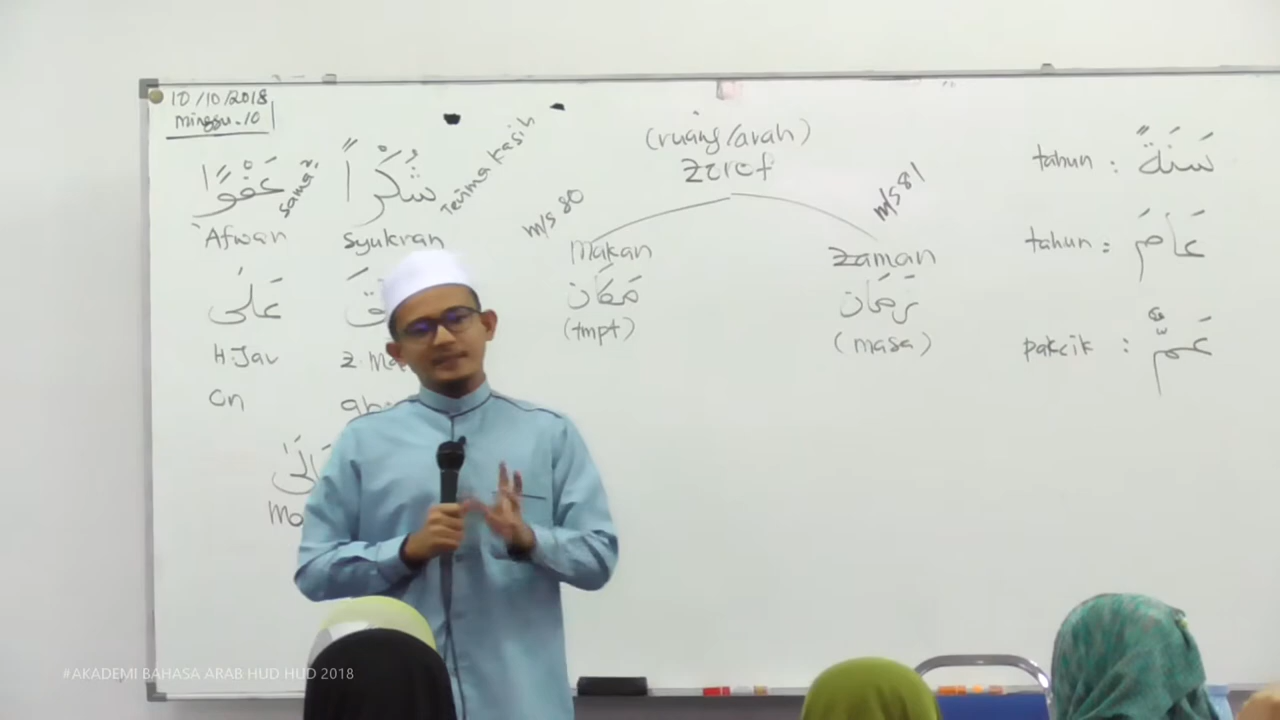 10/10/2018
minggu-10
عَفْوًا
sama²
'Afwan
عَلَى
H.Jar
on
شُكْرًا
Terima kasih
syukran
(ruang/arah)
zorof
m/s 80
makan
مَكَان
(tmpt)
m/s 81
zaman
زَمَان
(masa)
tahun : سَنَةً
tahun : عَامَ
pakcik : عَمَّ
#AKADEMI BAHASA ARAB HUD HUD 2018